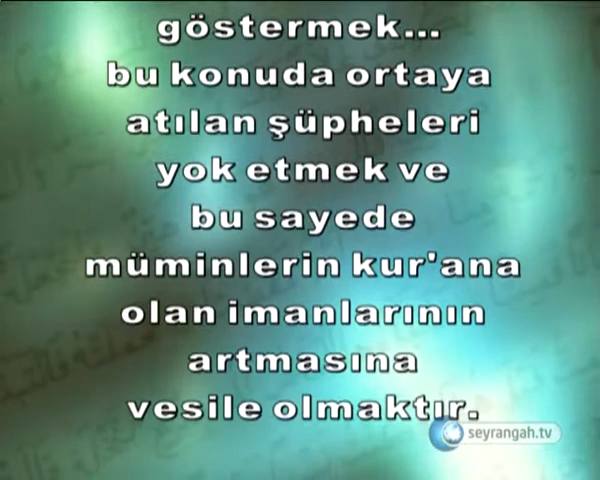 göstermek...
bu konuda ortaya
atılan şüpheleri
yok etmek ve
bu sayede
müminlerin kur'ana
olan imanlarının
artmasına
vesile olmaktır.
seyrangah.tv